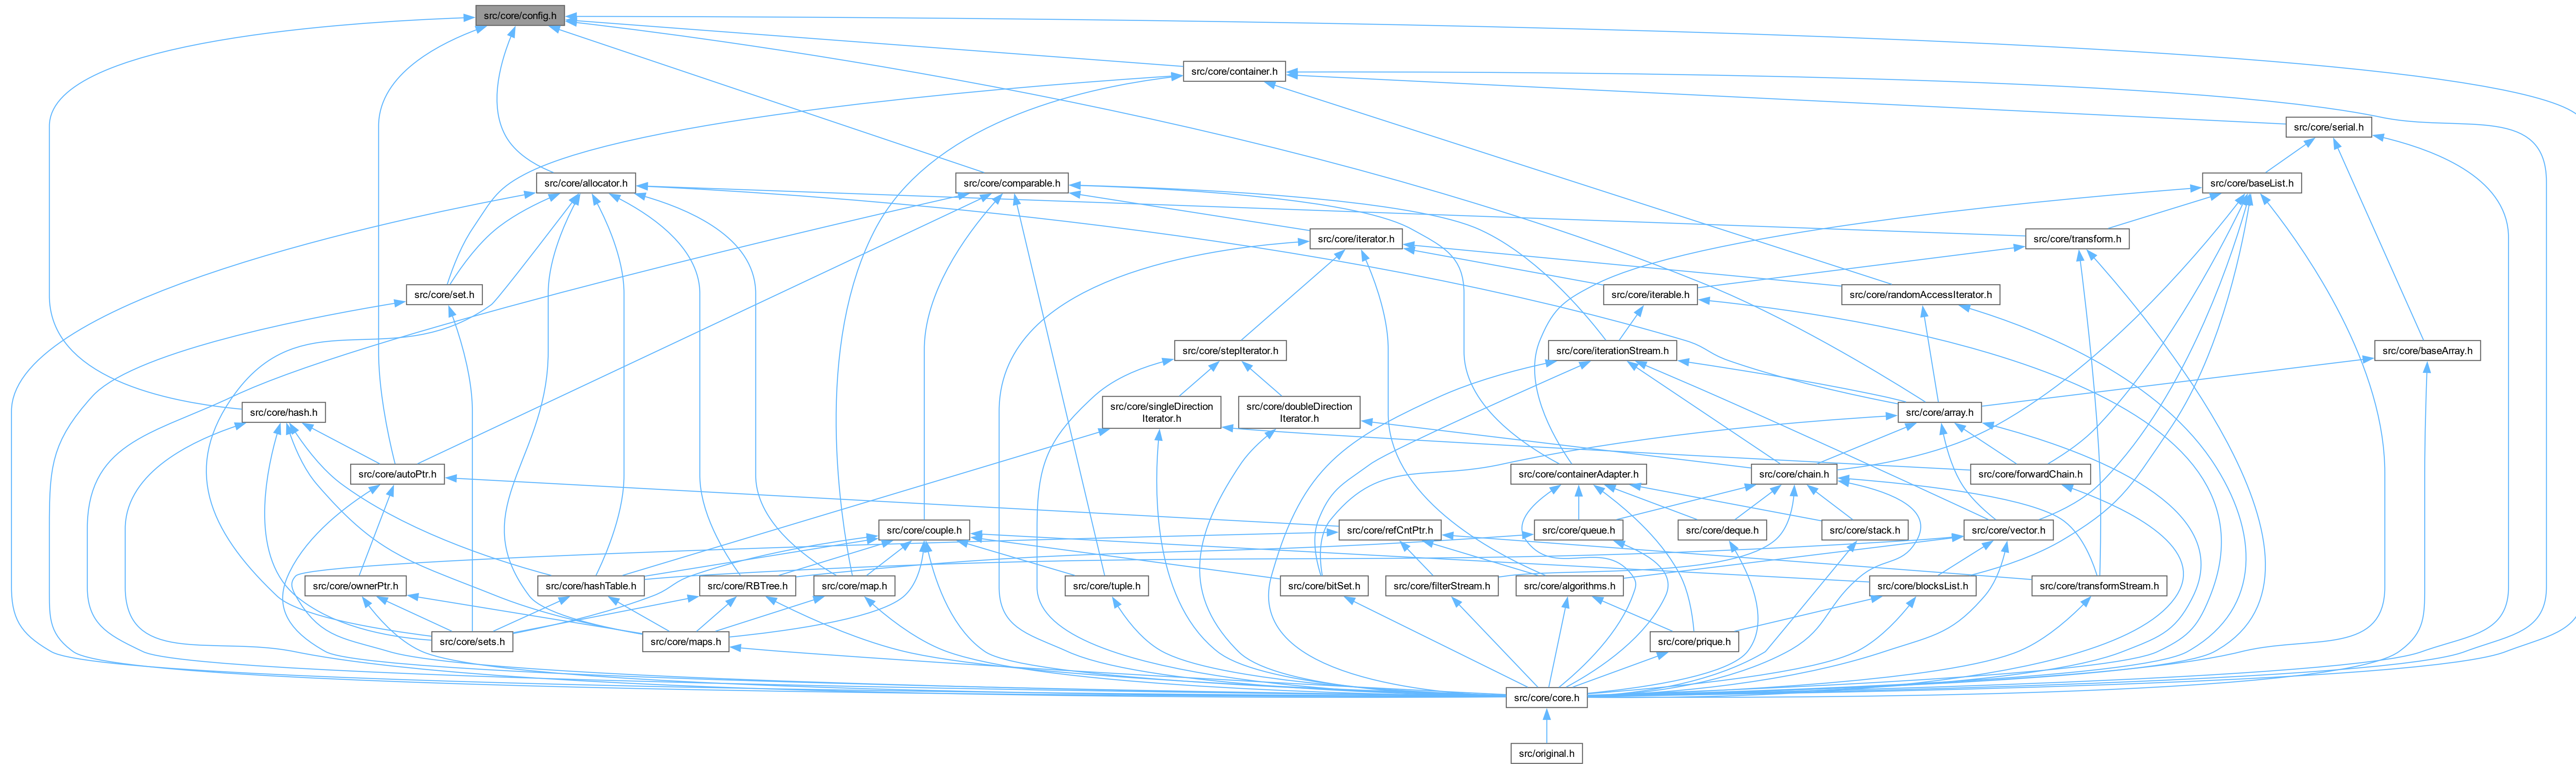 src/core/config.h
src/core/container.h
src/core/serial.h
src/core/allocator.h
src/core/comparable.h
src/core/baseList.h
src/core/iterator.h
src/core/transform.h
src/core/set.h
src/core/iterable.h
src/core/randomAccessIterator.h
src/core/stepIterator.h
src/core/iterationStream.h
src/core/baseArray.h
src/core/hash.h
src/core/singleDirection
Iterator.h
src/core/doubleDirection
Iterator.h
src/core/array.h
src/core/autoPtr.h
src/core/containerAdapter.h
src/core/chain.h
src/core/forwardChain.h
src/core/couple.h
src/core/refCntPtr.h
src/core/queue.h
src/core/deque.h
src/core/stack.h
src/core/vector.h
src/core/ownerPtr.h
src/core/hashTable.h
src/core/RBTree.h
src/core/map.h
src/core/tuple.h
src/core/bitSet.h
src/core/filterStream.h
src/core/algorithms.h
src/core/blocksList.h
src/core/transformStream.h
src/core/sets.h
src/core/maps.h
src/core/prique.h
src/core/core.h
src/original.h